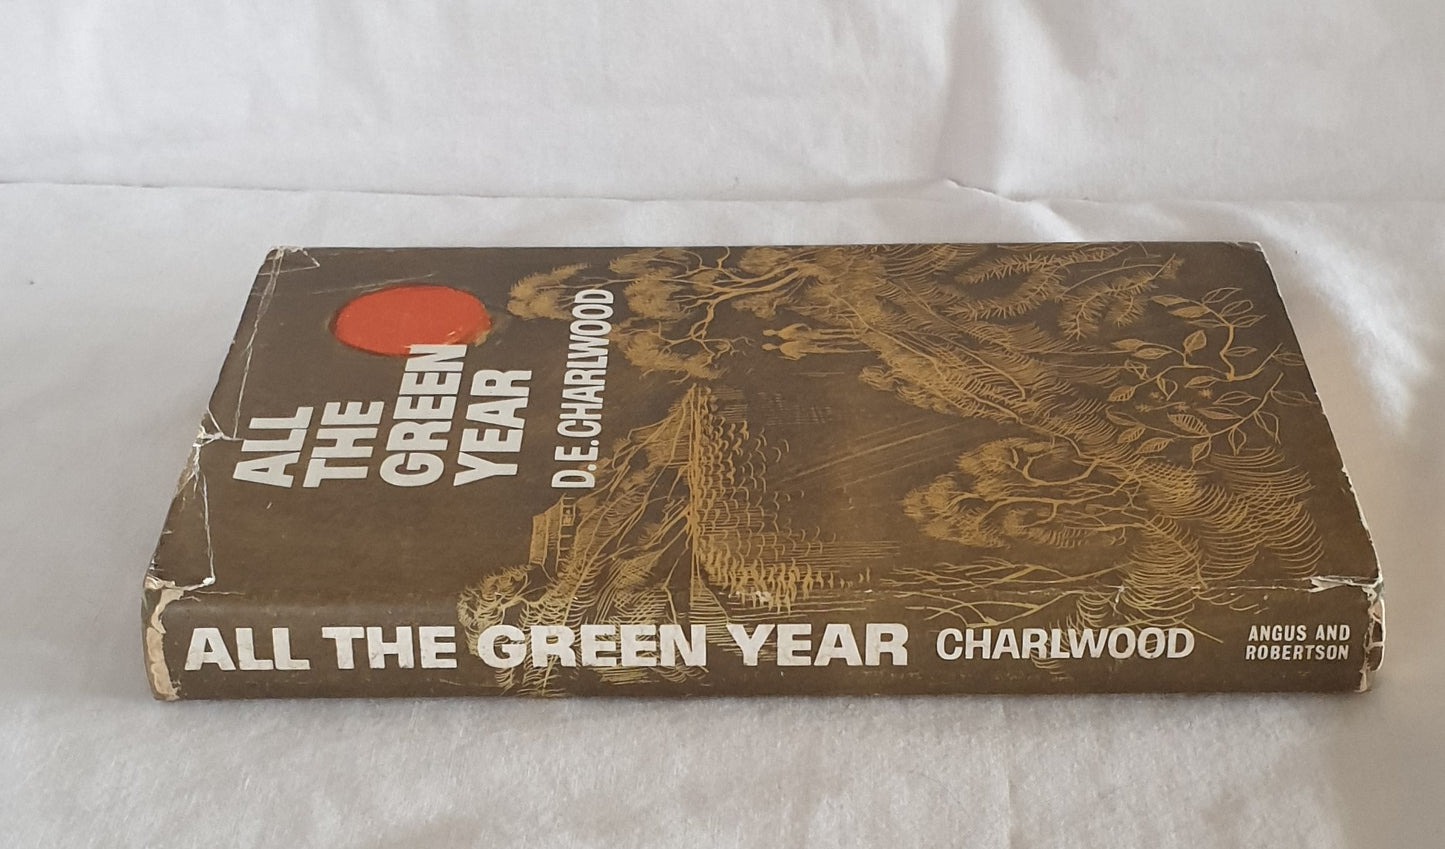 ALL
THE
GREEN
YEAR
D.E.CHARLWOOD
ALL THE GREEN YEAR CHARLWOOD ANGUS AND
ROBERTSON